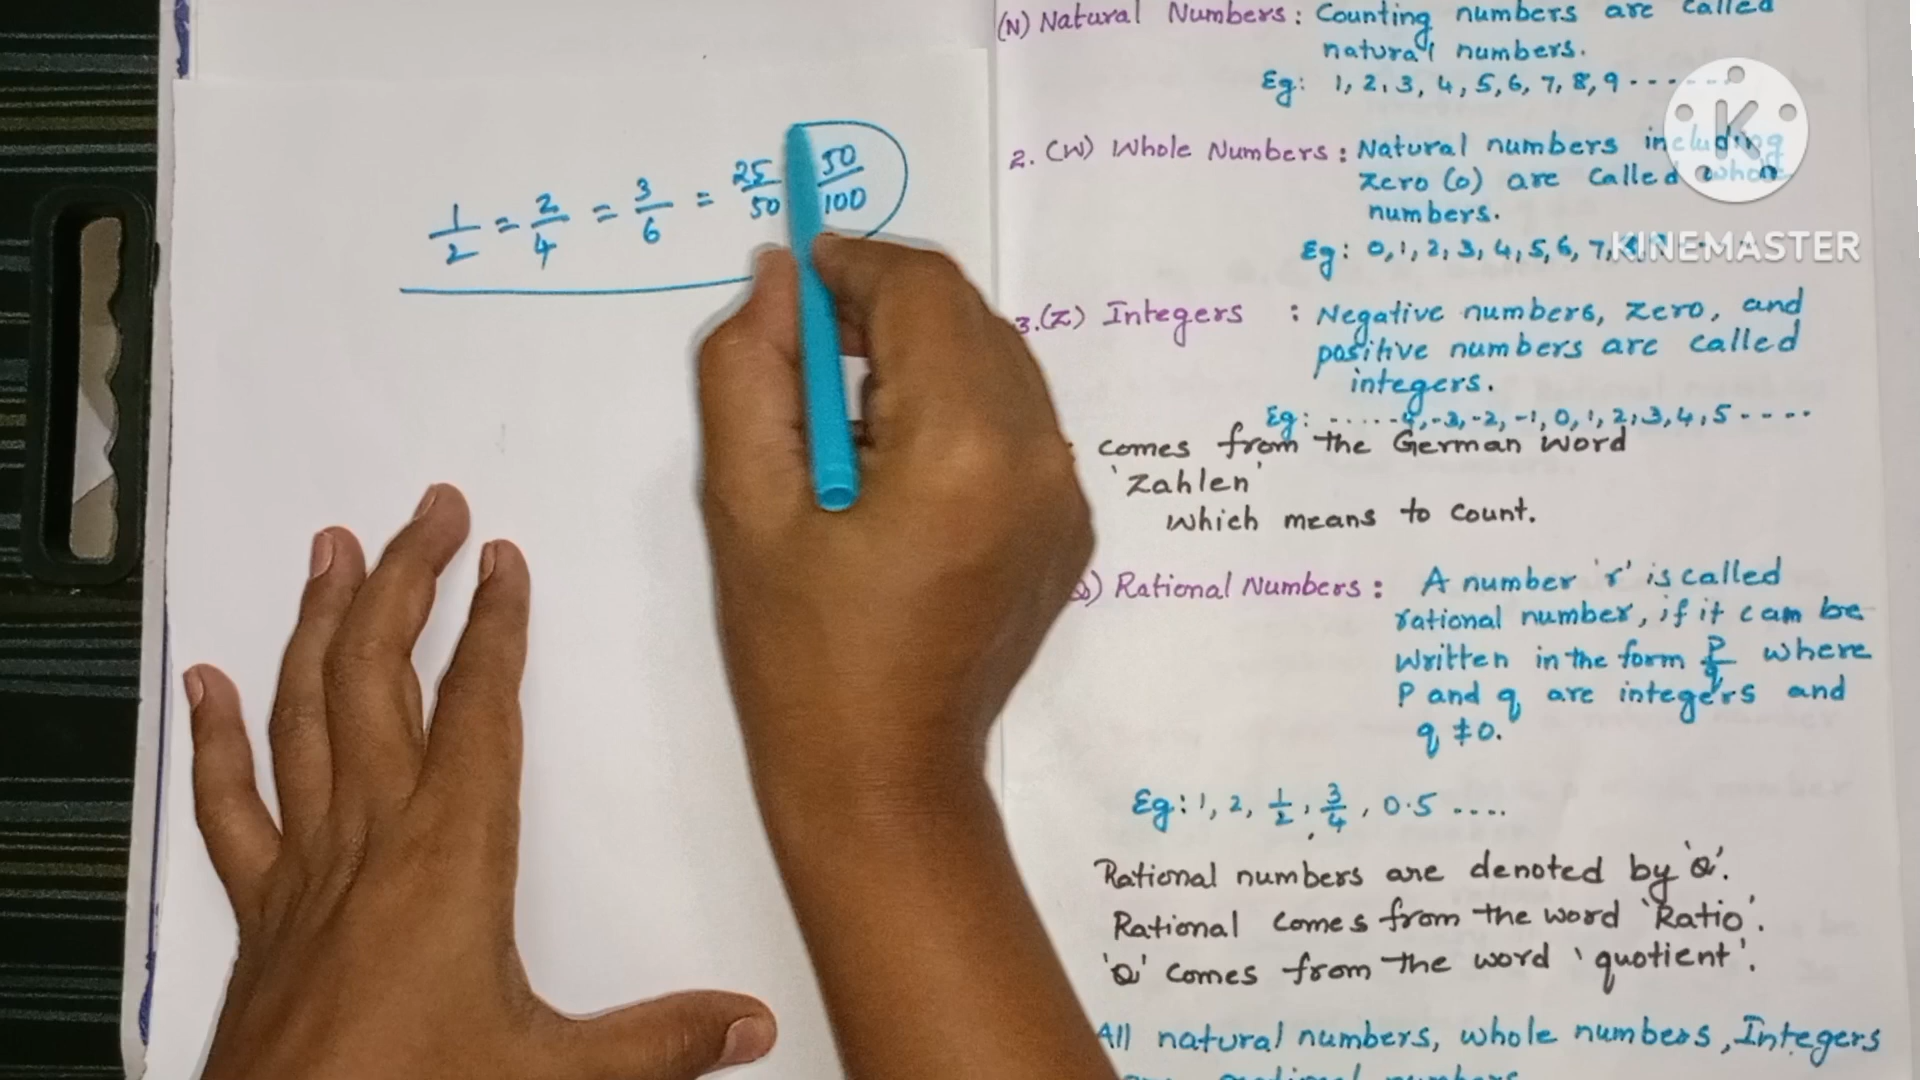 1/2 = 2/4 = 3/6 = 25/50 50/100
(N) Natural Numbers : Counting numbers are called
natural numbers.
Eg: 1, 2, 3, 4, 5, 6, 7, 8, 9 - - - - - -
2. (W) Whole Numbers : Natural numbers including
zero (0) are called whole
numbers.
Eg: 0, 1, 2, 3, 4, 5, 6, 7,
KINEMASTER
3. (Z) Integers : Negative numbers, zero, and
positive numbers are called
integers.
Eg: ......-4, -3, -2, -1, 0, 1, 2, 3, 4, 5 - - - -
comes from the German word
'Zahlen'
which means to count.
Q) Rational Numbers : A number 'r' is called
rational number, if it can be
written in the form P/q where
P and q are integers and
q ≠ 0.
Eg: 1, 2, 1/2, 3/4, 0.5 ....
Rational numbers are denoted by 'Q'.
Rational comes from the word 'Ratio'.
'Q' comes from the word 'quotient'.
All natural numbers, whole numbers, Integers